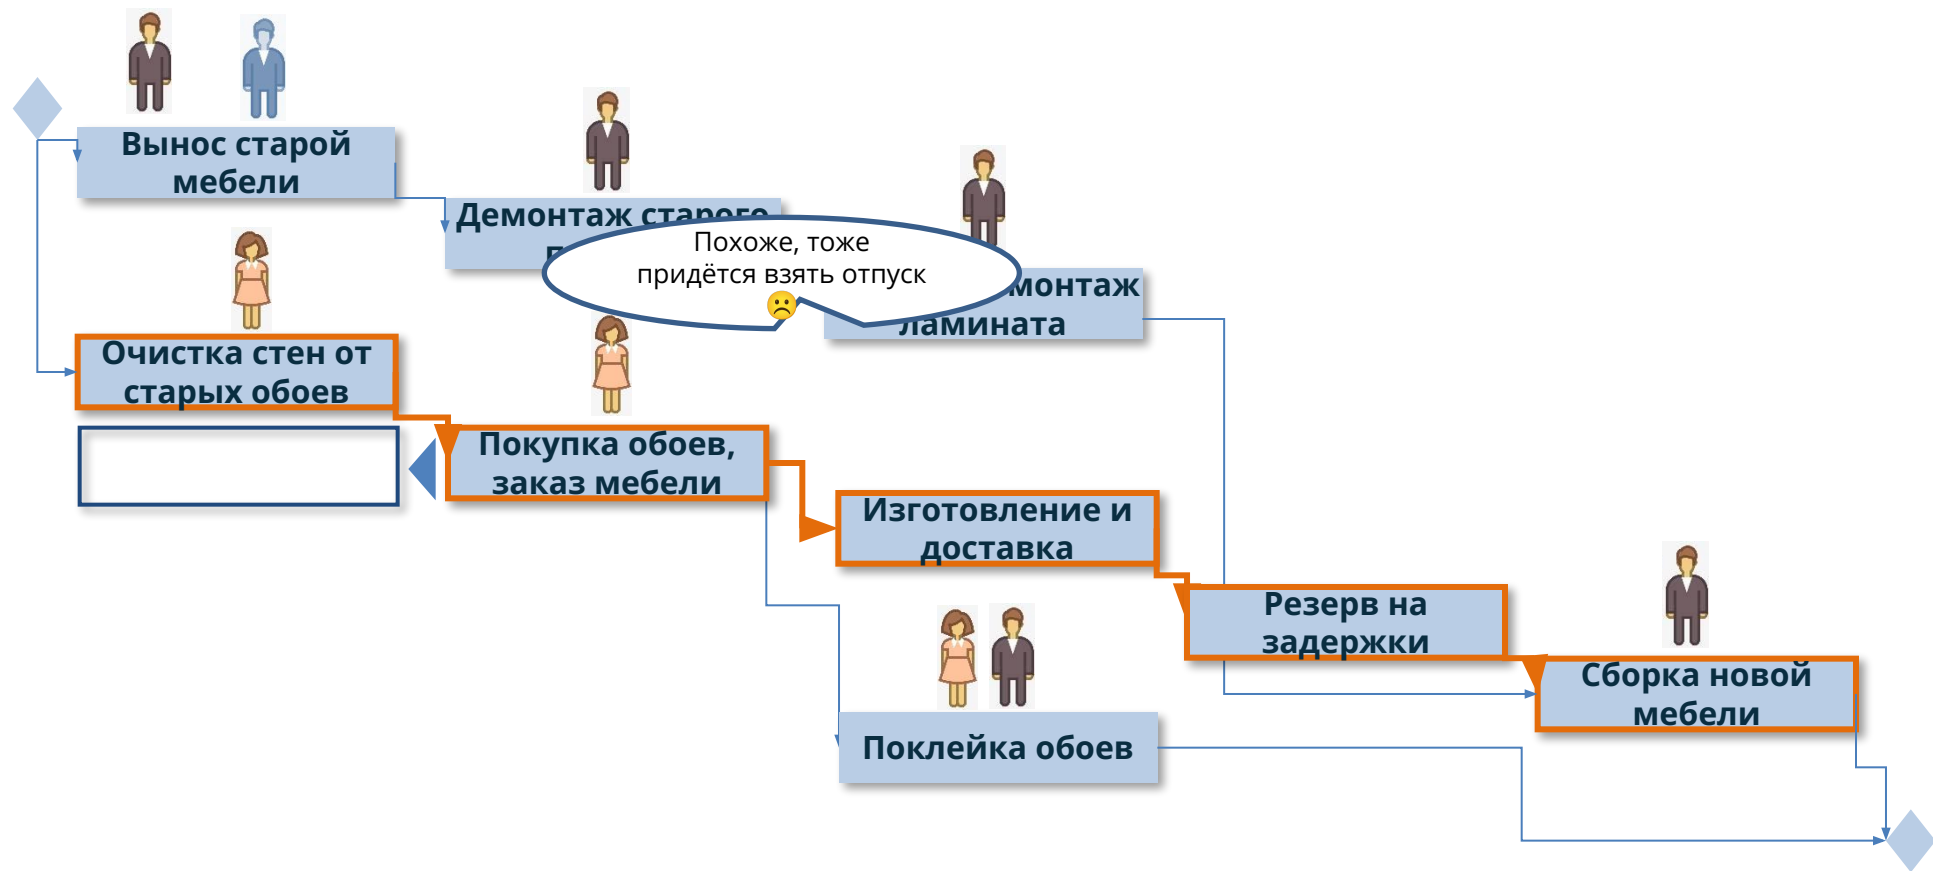 Вынос старой
мебели
Демонтаж старого
Похоже, тоже
придётся взять отпуск
монтаж
ламината
Очистка стен от
старых обоев
Покупка обоев,
заказ мебели
Изготовление и
доставка
Резерв на
задержки
Сборка новой
мебели
Поклейка обоев